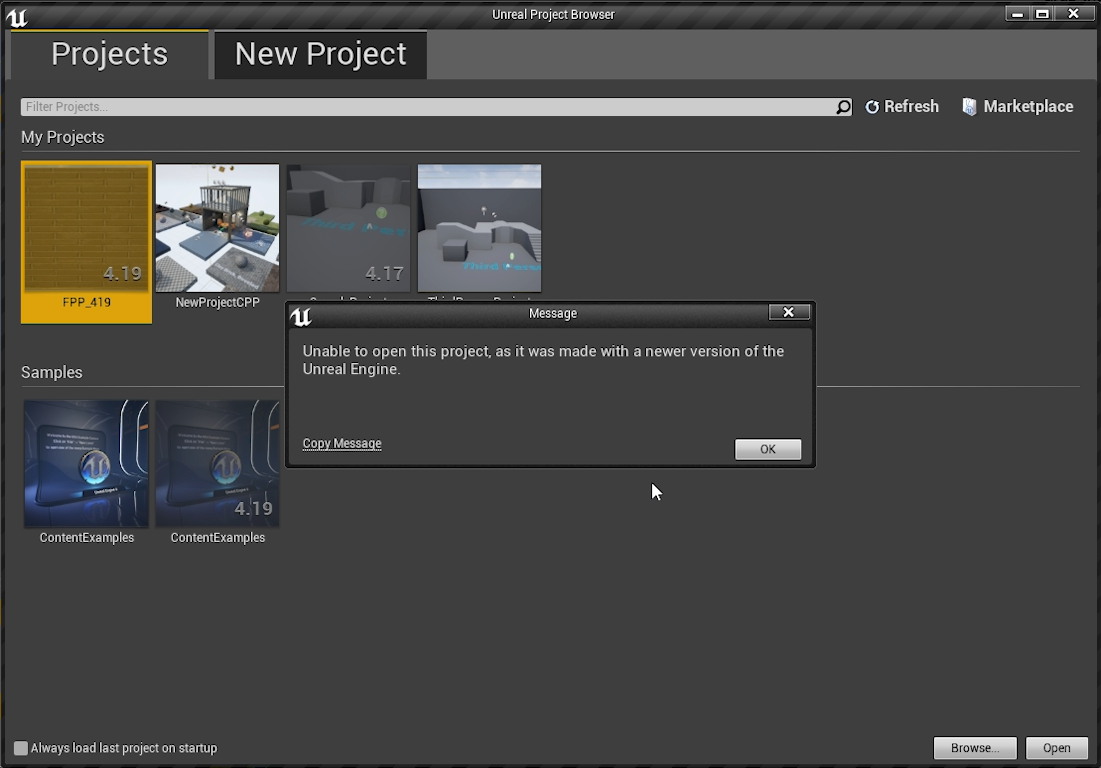 Unreal Project Browser
Projects
New Project
Filter Projects...
Refresh
Marketplace
My Projects
4.19
4.17
FPP_419
NewProjectCPP
Message
Unable to open this project, as it was made with a newer version of the
Unreal Engine.
Copy Message
OK
Samples
4.19
ContentExamples
ContentExamples
Always load last project on startup
Browse...
Open